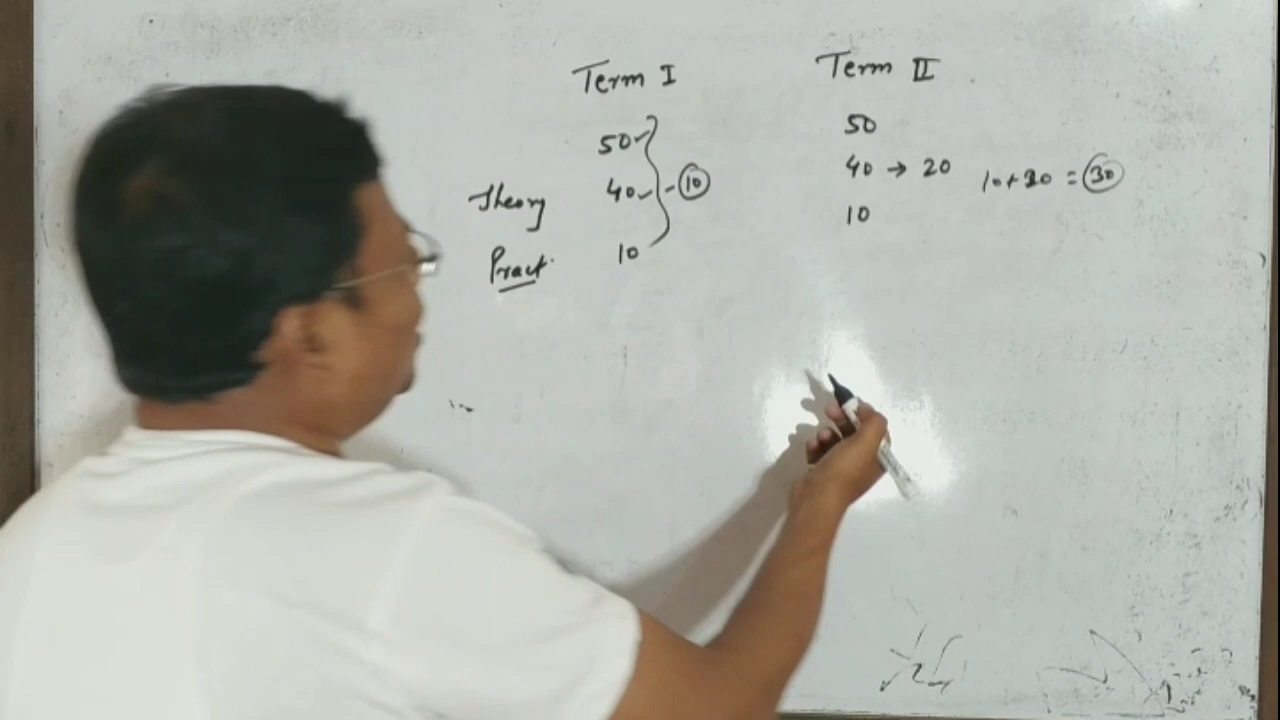 Term I Term II
50 50
Theory 40 10 40 → 20 10+20 = 30
Pract. 10 10